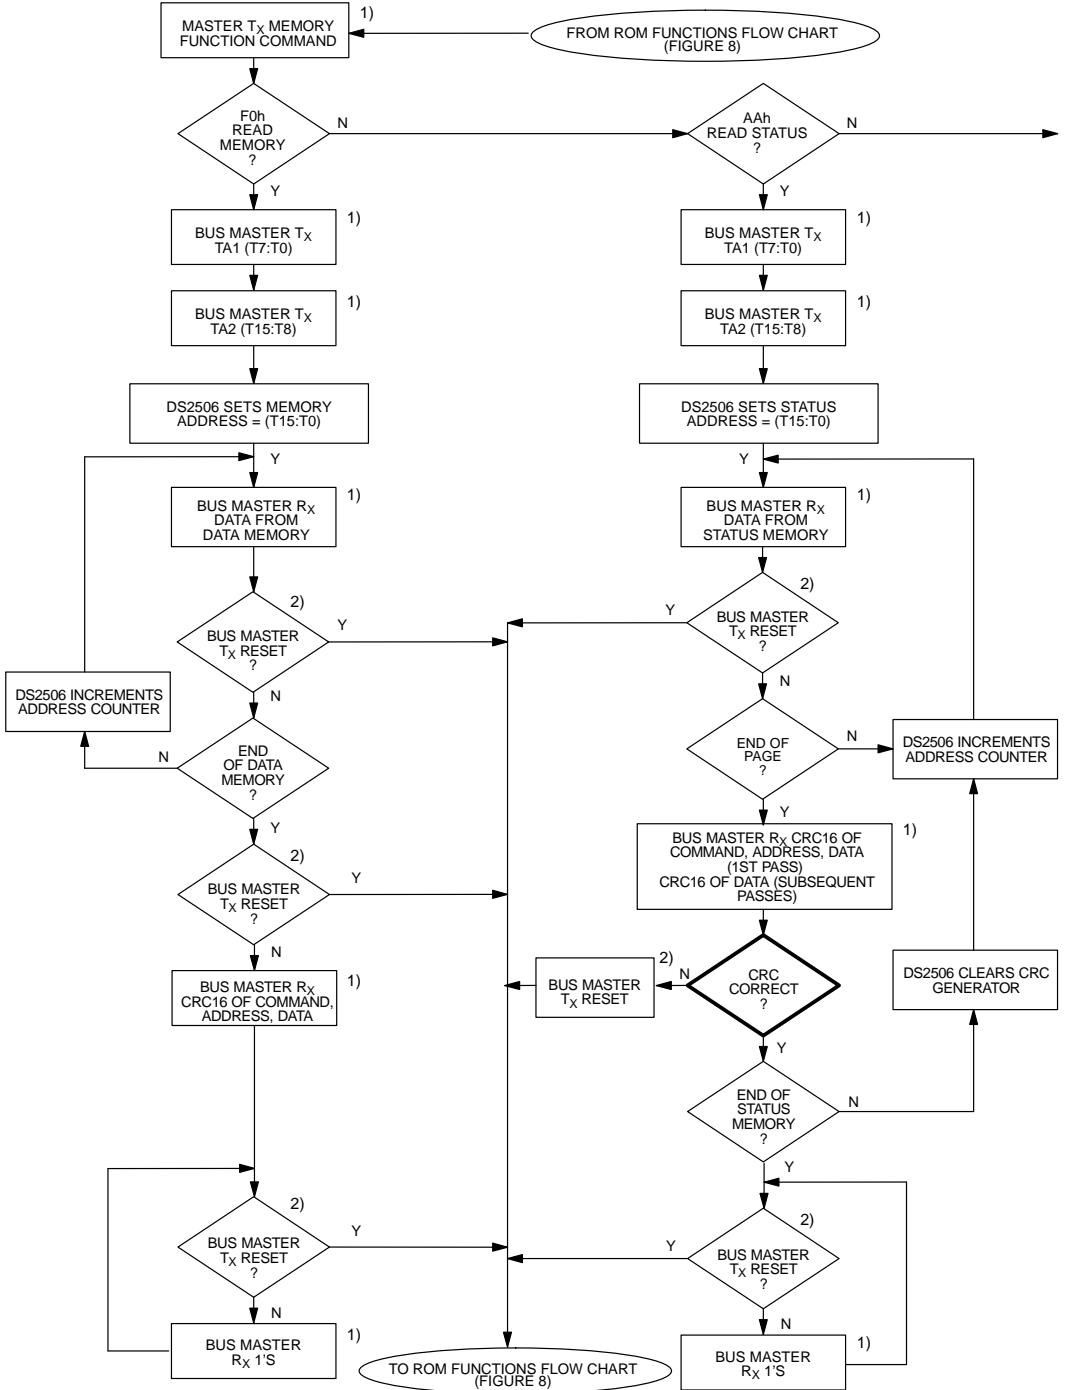 MASTER TX MEMORY
FUNCTION COMMAND
1)
FROM ROM FUNCTIONS FLOW CHART
(FIGURE 8)
F0h
READ
MEMORY
?
N
Y
AAh
READ STATUS
?
N
Y
BUS MASTER TX
TA1 (T7:T0)
1)
BUS MASTER TX
TA1 (T7:T0)
1)
BUS MASTER TX
TA2 (T15:T8)
1)
BUS MASTER TX
TA2 (T15:T8)
1)
DS2506 SETS MEMORY
ADDRESS = (T15:T0)
DS2506 SETS STATUS
ADDRESS = (T15:T0)
Y
Y
BUS MASTER RX
DATA FROM
DATA MEMORY
1)
BUS MASTER RX
DATA FROM
STATUS MEMORY
1)
BUS MASTER
TX RESET
?
2)
Y
N
BUS MASTER
TX RESET
?
2)
Y
N
DS2506 INCREMENTS
ADDRESS COUNTER
END
OF DATA
MEMORY
?
N
Y
END OF
PAGE
?
N
Y
DS2506 INCREMENTS
ADDRESS COUNTER
BUS MASTER
TX RESET
?
2)
Y
N
BUS MASTER RX CRC16 OF
COMMAND, ADDRESS, DATA
(1ST PASS)
CRC16 OF DATA (SUBSEQUENT
PASSES)
1)
BUS MASTER RX
CRC16 OF COMMAND,
ADDRESS, DATA
1)
BUS MASTER
TX RESET
2)
N
CRC
CORRECT
?
Y
DS2506 CLEARS CRC
GENERATOR
END OF
STATUS
MEMORY
?
N
Y
BUS MASTER
TX RESET
?
2)
Y
N
BUS MASTER
TX RESET
?
2)
Y
N
BUS MASTER
RX 1'S
1)
TO ROM FUNCTIONS FLOW CHART
(FIGURE 8)
BUS MASTER
RX 1'S
1)